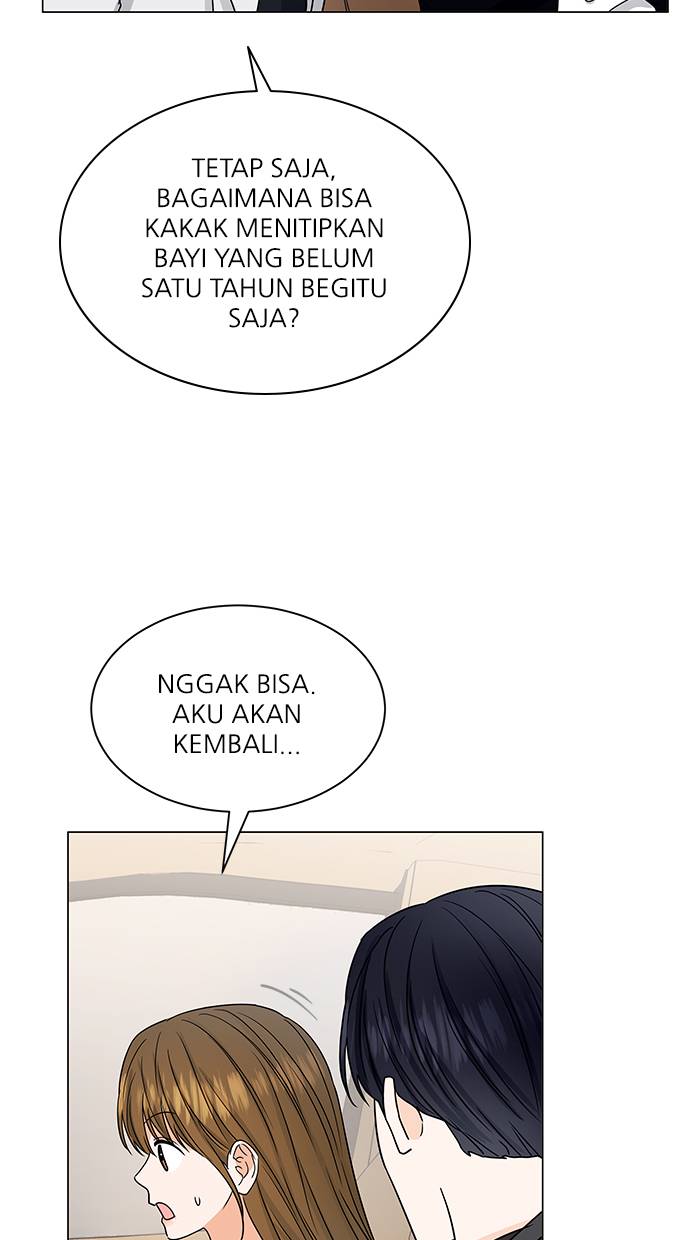 TETAP SAJA,
BAGAIMANA BISA
KAKAK MENITIPKAN
BAYI YANG BELUM
SATU TAHUN BEGITU
SAJA?
NGGAK BISA.
AKU AKAN
KEMBALI...